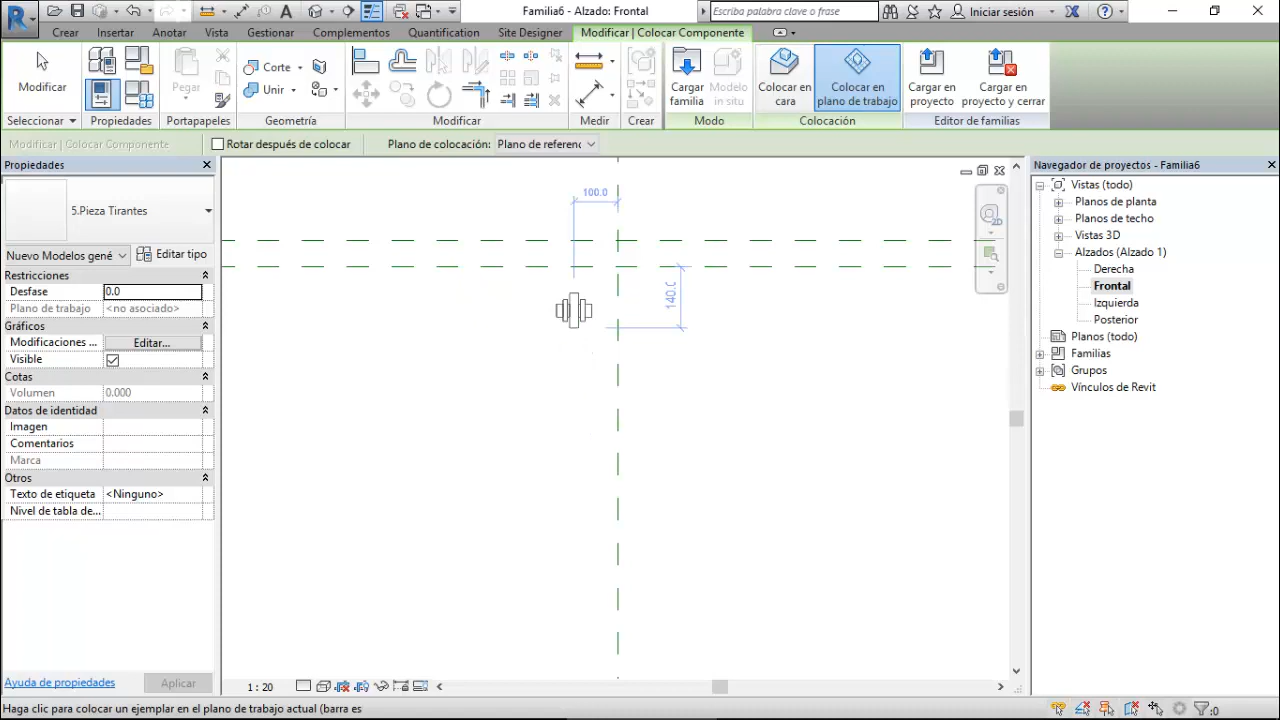 Familia6 - Alzado: Frontal
Escriba palabra clave o frase
Iniciar sesión
Crear
Insertar
Anotar
Vista
Gestionar
Complementos
Quantification
Site Designer
Modificar | Colocar Componente
Modificar
Pegar
Corte
Unir
Cargar familia
Modelo in situ
Colocar en cara
Colocar en plano de trabajo
Cargar en proyecto
Cargar en proyecto y cerrar
Seleccionar
Propiedades
Portapapeles
Geometría
Modificar
Medir
Crear
Modo
Colocación
Editor de familias
Modificar | Colocar Componente
Rotar después de colocar
Plano de colocación:
Plano de referenc
Propiedades
5.Pieza Tirantes
Nuevo Modelos gené
Editar tipo
Restricciones
Desfase
0.0
Plano de trabajo
<no asociado>
Gráficos
Modificaciones ...
Editar...
Visible
Cotas
Volumen
0.000
Datos de identidad
Imagen
Comentarios
Marca
Otros
Texto de etiqueta
<Ninguno>
Nivel de tabla de...
Ayuda de propiedades
Aplicar
100.0
140.0
2D
Navegador de proyectos - Familia6
Vistas (todo)
Planos de planta
Planos de techo
Vistas 3D
Alzados (Alzado 1)
Derecha
Frontal
Izquierda
Posterior
Planos (todo)
Familias
Grupos
Vínculos de Revit
1 : 20
Haga clic para colocar un ejemplar en el plano de trabajo actual (barra es
:0